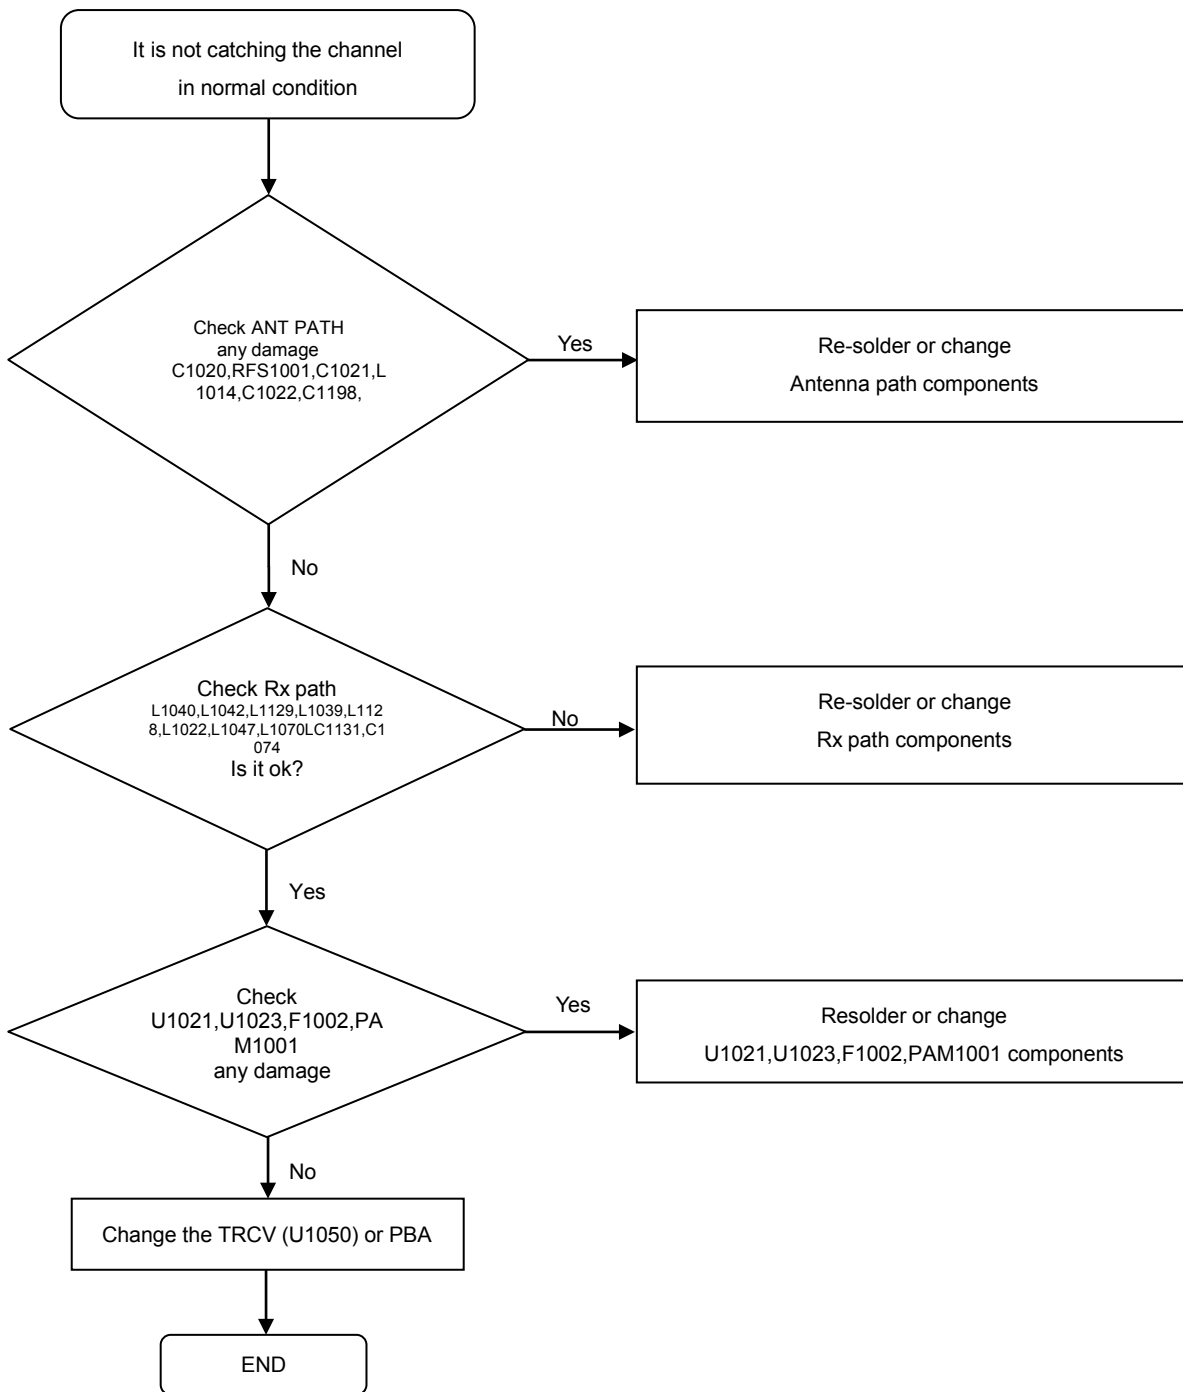 It is not catching the channel
in normal condition
Check ANT PATH
any damage
C1020,RFS1001,C1021,L
1014,C1022,C1198,
Yes
Re-solder or change
Antenna path components
No
Check Rx path
L1040,L1042,L1129,L1039,L112
8,L1022,L1047,L1070LC1131,C1
074
Is it ok?
No
Re-solder or change
Rx path components
Yes
Check
U1021,U1023,F1002,PA
M1001
any damage
Yes
Resolder or change
U1021,U1023,F1002,PAM1001 components
No
Change the TRCV (U1050) or PBA
END